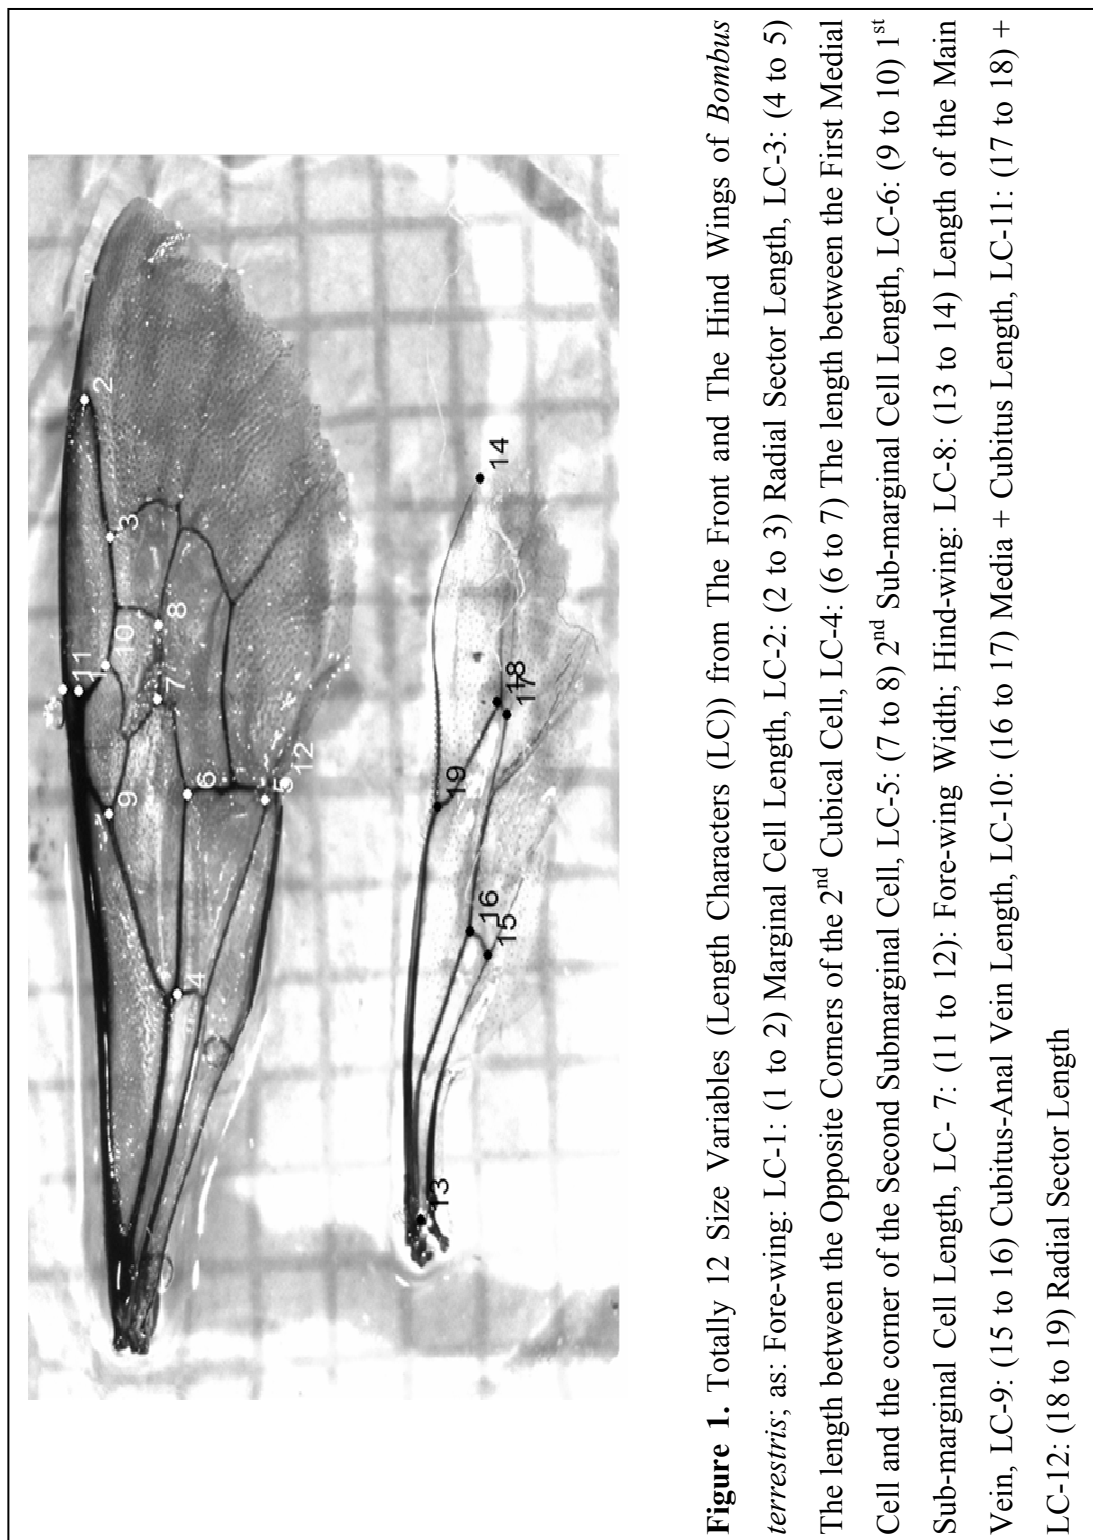 11
2
9
10
3
4
7
8
6
5
12
13
19
14
16
15
18
17
Figure 1. Totally 12 Size Variables (Length Characters (LC)) from The Front and The Hind Wings of Bombus
terrestris; as: Fore-wing: LC-1: (1 to 2) Marginal Cell Length, LC-2: (2 to 3) Radial Sector Length, LC-3: (4 to 5)
The length between the Opposite Corners of the 2nd Cubical Cell, LC-4: (6 to 7) The length between the First Medial
Cell and the corner of the Second Submarginal Cell, LC-5: (7 to 8) 2nd Sub-marginal Cell Length, LC-6: (9 to 10) 1st
Sub-marginal Cell Length, LC- 7: (11 to 12): Fore-wing Width; Hind-wing: LC-8: (13 to 14) Length of the Main
Vein, LC-9: (15 to 16) Cubitus-Anal Vein Length, LC-10: (16 to 17) Media + Cubitus Length, LC-11: (17 to 18) +
LC-12: (18 to 19) Radial Sector Length